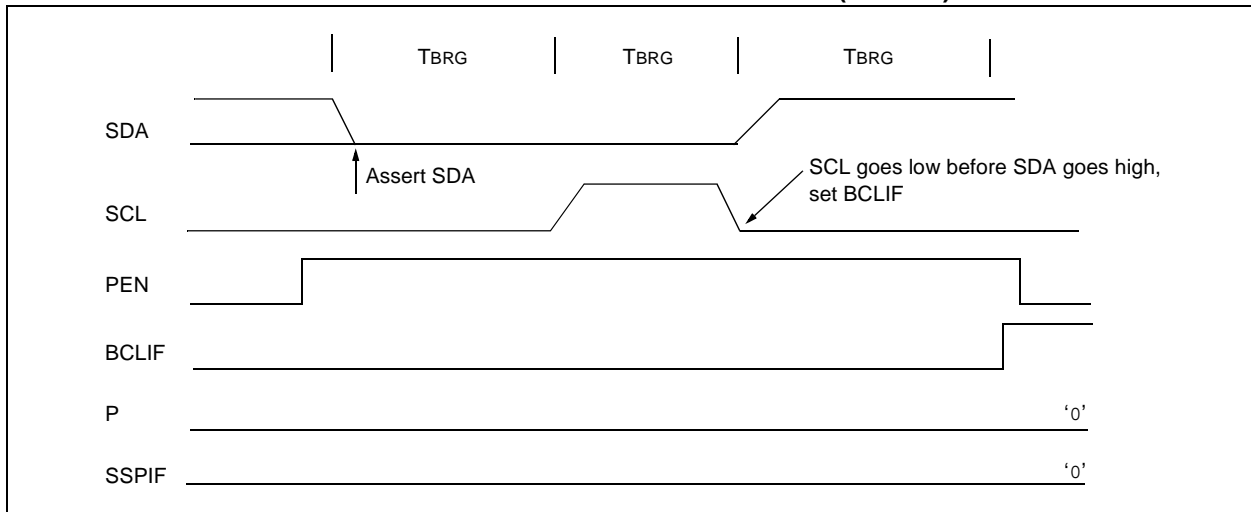 TBRG TBRG TBRG
SDA
Assert SDA
SCL goes low before SDA goes high,
set BCLIF
SCL
PEN
BCLIF
P '0'
SSPIF '0'